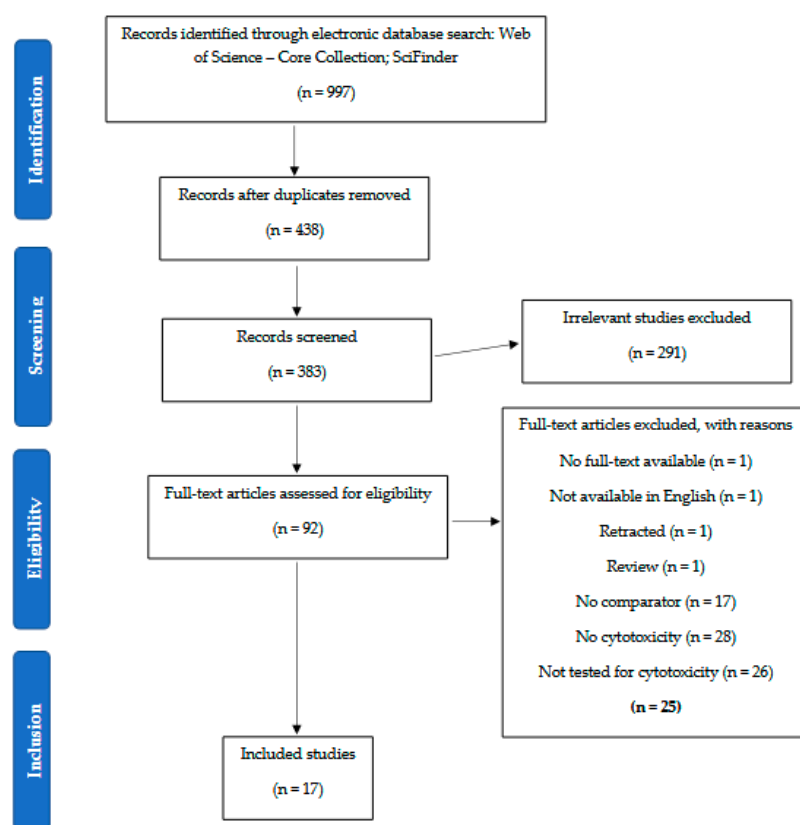 Identification
Records identified through electronic database search: Web
of Science – Core Collection; SciFinder
(n = 997)
Records after duplicates removed
(n = 438)
Screening
Records screened
(n = 383)
Irrelevant studies excluded
(n = 291)
Eligibility
Full-text articles assessed for eligibility
(n = 92)
Full-text articles excluded, with reasons
No full-text available (n = 1)
Not available in English (n = 1)
Retracted (n = 1)
Review (n = 1)
No comparator (n = 17)
No cytotoxicity (n = 28)
Not tested for cytotoxicity (n = 26)
(n = 25)
Inclusion
Included studies
(n = 17)